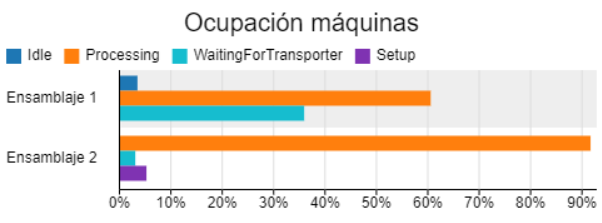 Ocupación máquinas
Idle Processing WaitingForTransporter Setup
Ensamblaje 1
Ensamblaje 2
0% 10% 20% 30% 40% 50% 60% 70% 80% 90%